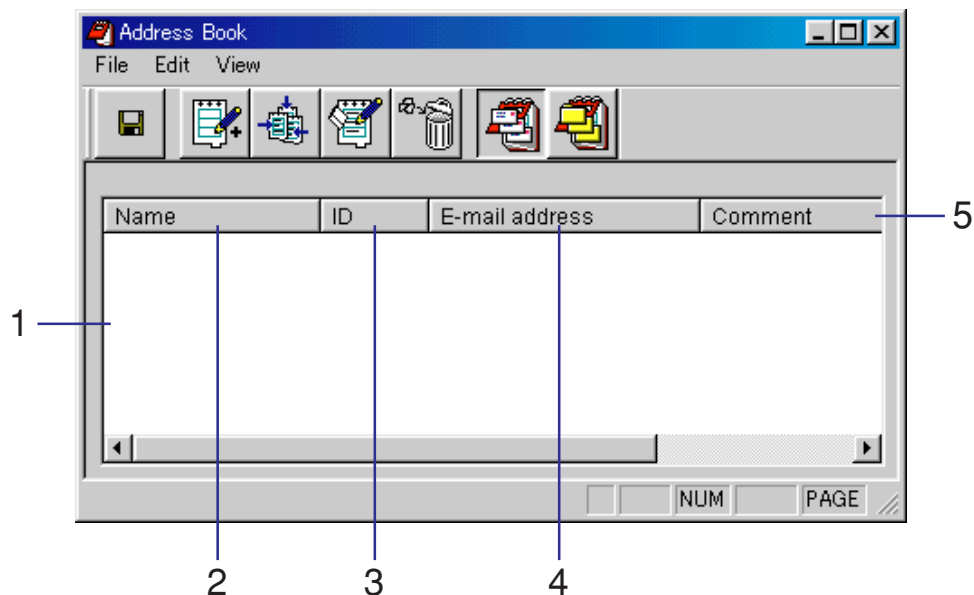 Address Book
File Edit View
Name ID E-mail address Comment 5
1
NUM PAGE
2 3 4